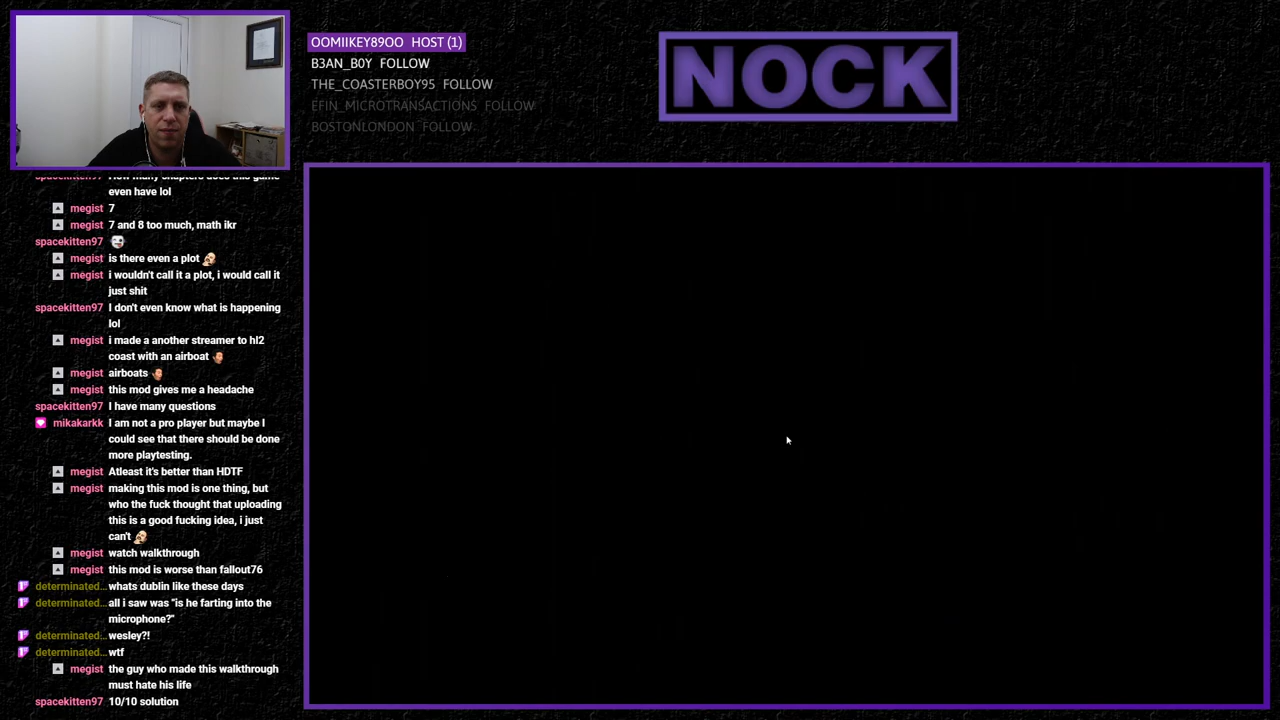 OOMIIKEY89OO HOST (1)
B3AN_B0Y FOLLOW
THE_COASTERBOY95 FOLLOW
EFIN_MICROTRANSACTIONS FOLLOW
BOSTONLONDON FOLLOW
NOCK
spacekitten97 How many chapters does this game
even have lol
megist 7
megist 7 and 8 too much, math ikr
spacekitten97
megist is there even a plot
megist i wouldn't call it a plot, i would call it
just shit
spacekitten97 I don't even know what is happening
lol
megist i made a another streamer to hl2
coast with an airboat
megist airboats
megist this mod gives me a headache
spacekitten97 I have many questions
mikakarkk I am not a pro player but maybe I
could see that there should be done
more playtesting.
megist Atleast it's better than HDTF
megist making this mod is one thing, but
who the fuck thought that uploading
this is a good fucking idea, i just
can't
megist watch walkthrough
megist this mod is worse than fallout76
determinated... whats dublin like these days
determinated... all i saw was "is he farting into the
microphone?"
determinated... wesley?!
determinated... wtf
megist the guy who made this walkthrough
must hate his life
spacekitten97 10/10 solution